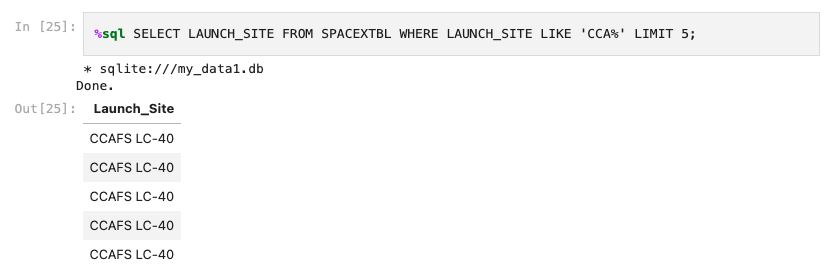 In [25]: %sql SELECT LAUNCH_SITE FROM SPACEXTBL WHERE LAUNCH_SITE LIKE 'CCA%' LIMIT 5;
* sqlite:///my_data1.db
Done.
Out[25]: Launch_Site
CCAFS LC-40
CCAFS LC-40
CCAFS LC-40
CCAFS LC-40
CCAFS LC-40